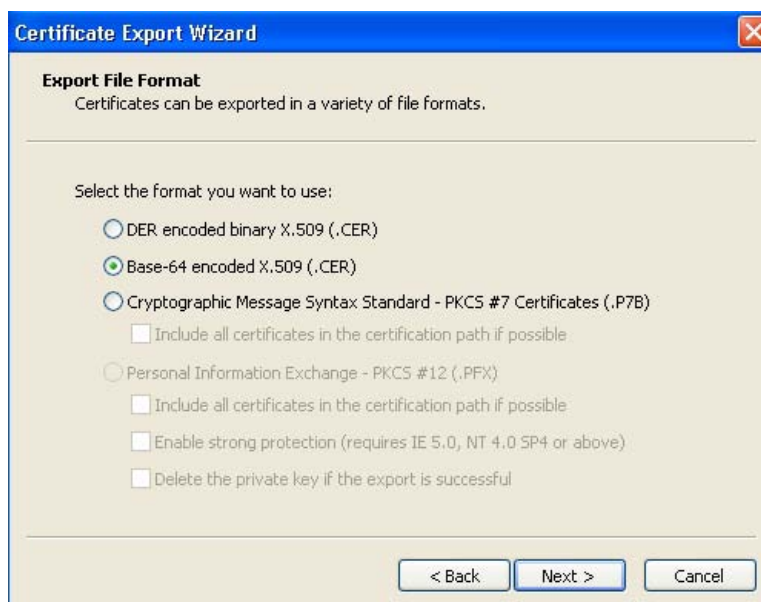 Certificate Export Wizard
Export File Format
Certificates can be exported in a variety of file formats.
Select the format you want to use:
DER encoded binary X.509 (.CER)
Base-64 encoded X.509 (.CER)
Cryptographic Message Syntax Standard - PKCS #7 Certificates (.P7B)
Include all certificates in the certification path if possible
Personal Information Exchange - PKCS #12 (.PFX)
Include all certificates in the certification path if possible
Enable strong protection (requires IE 5.0, NT 4.0 SP4 or above)
Delete the private key if the export is successful
< Back Next > Cancel